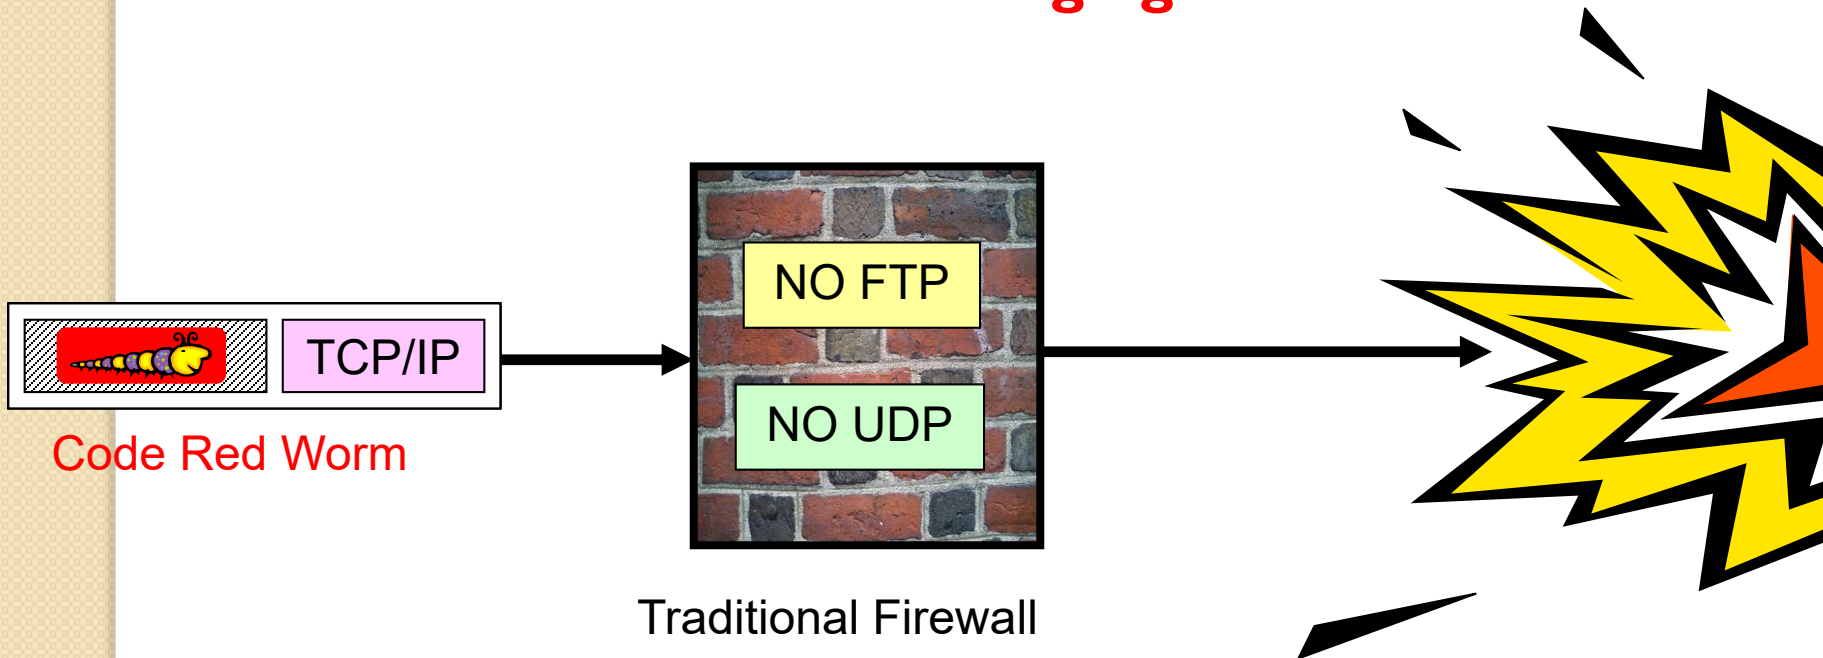 NO FTP
TCP/IP
NO UDP
Code Red Worm
Traditional Firewall